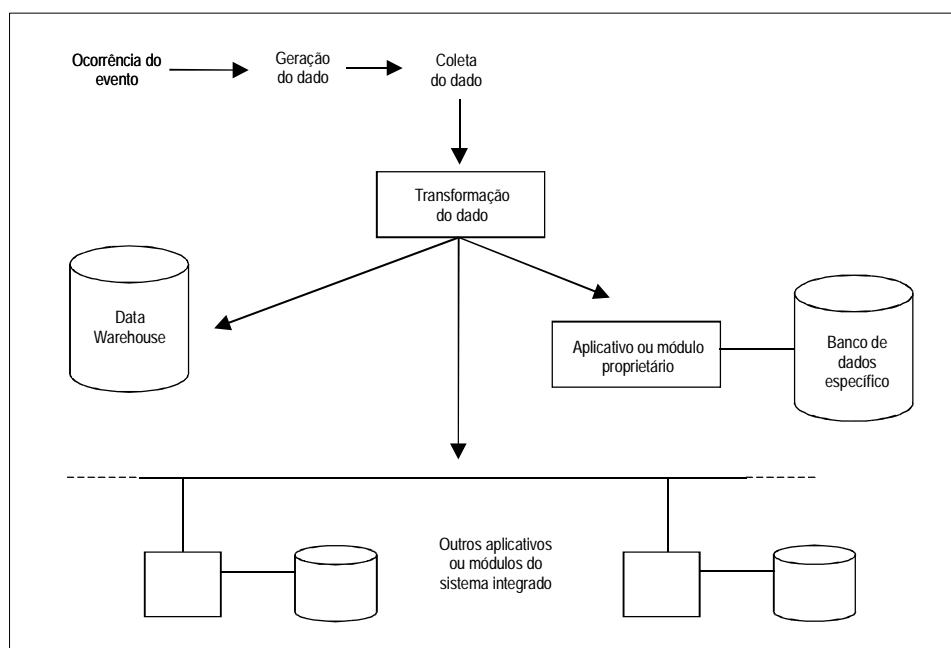 Ocorrência do
evento
Geração
do dado
Coleta
do dado
Transformação
do dado
Data
Warehouse
Aplicativo ou módulo
proprietário
Banco de
dados
específico
Outros aplicativos
ou módulos do
sistema integrado